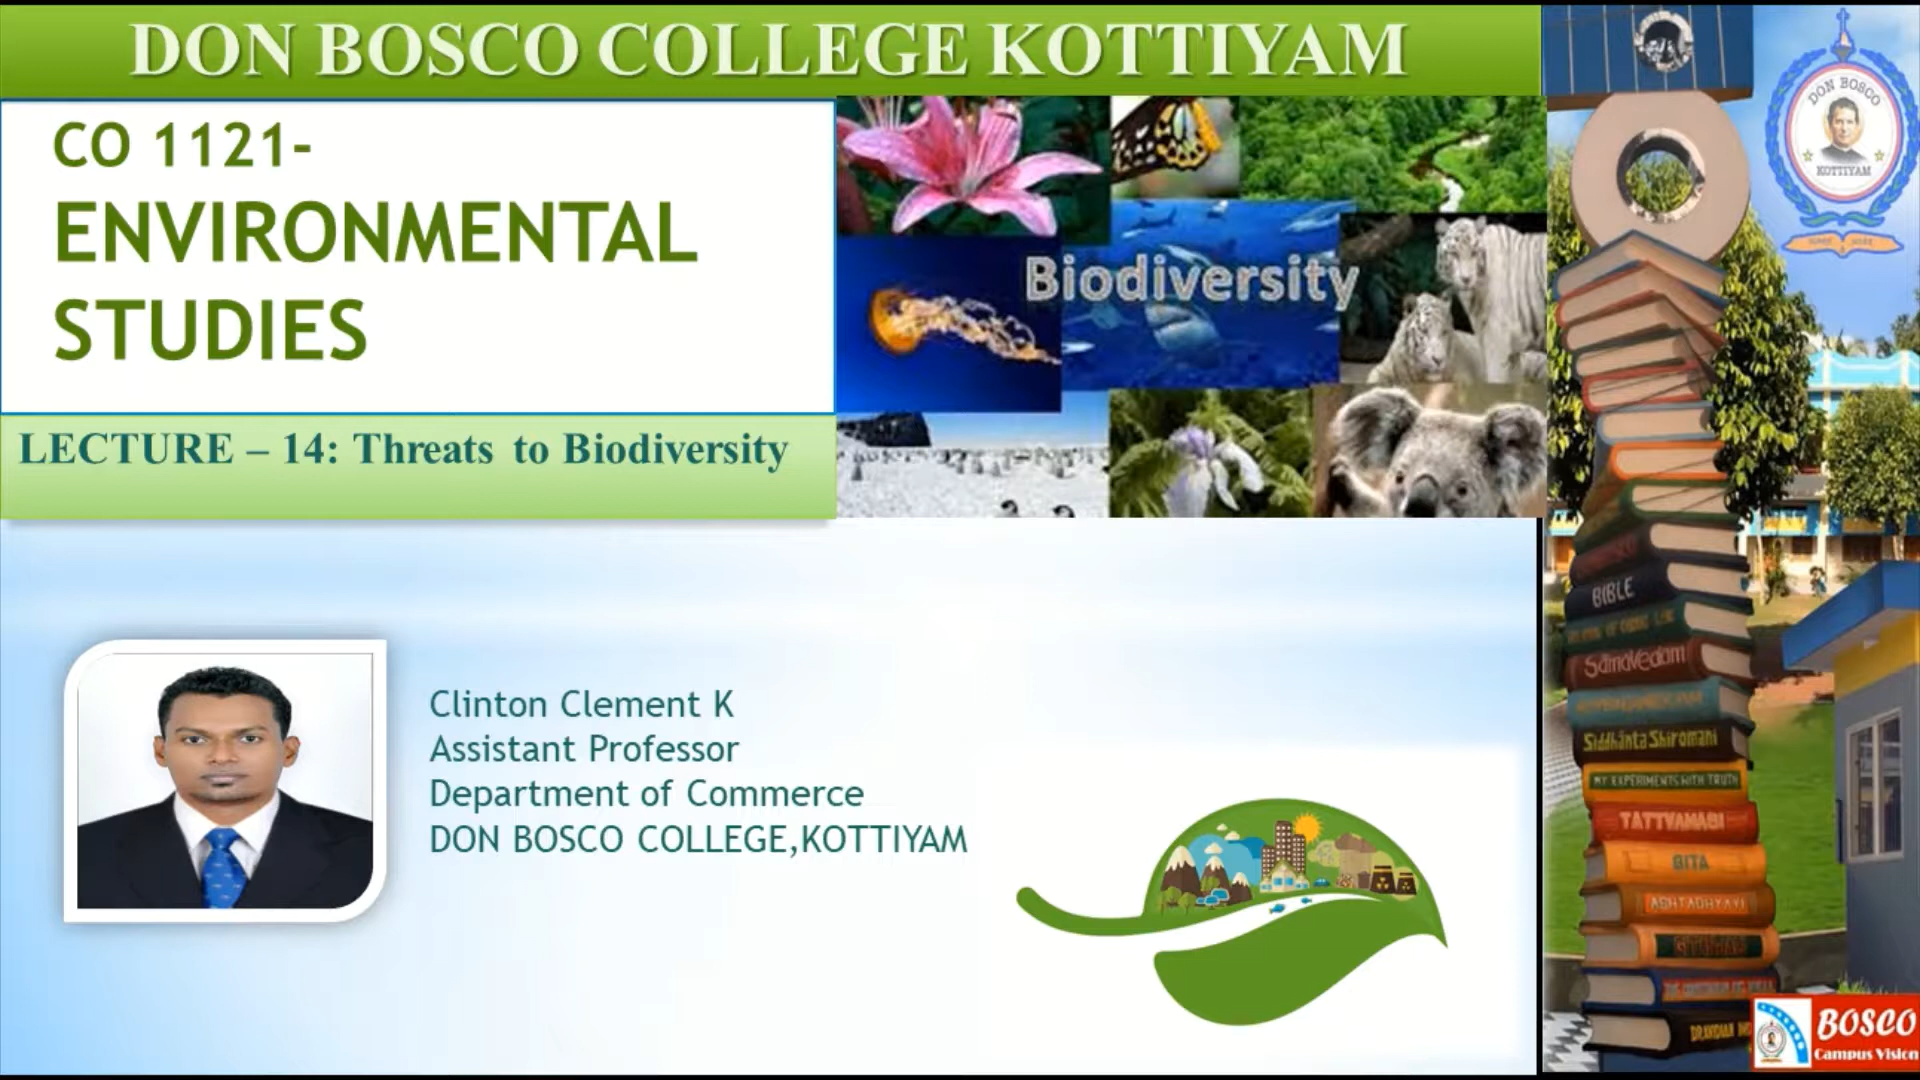 DON BOSCO COLLEGE KOTTIYAM
CO 1121-
ENVIRONMENTAL
STUDIES
LECTURE – 14: Threats to Biodiversity
Biodiversity
Clinton Clement K
Assistant Professor
Department of Commerce
DON BOSCO COLLEGE,KOTTIYAM
DON BOSCO
KOTTIYAM
BIBLE
SamaVedam
Siddhanta Shiromani
MY EXPERIMENTS WITH TRUTH
ASHTADHYAYI
BOSCO
Campus Vision